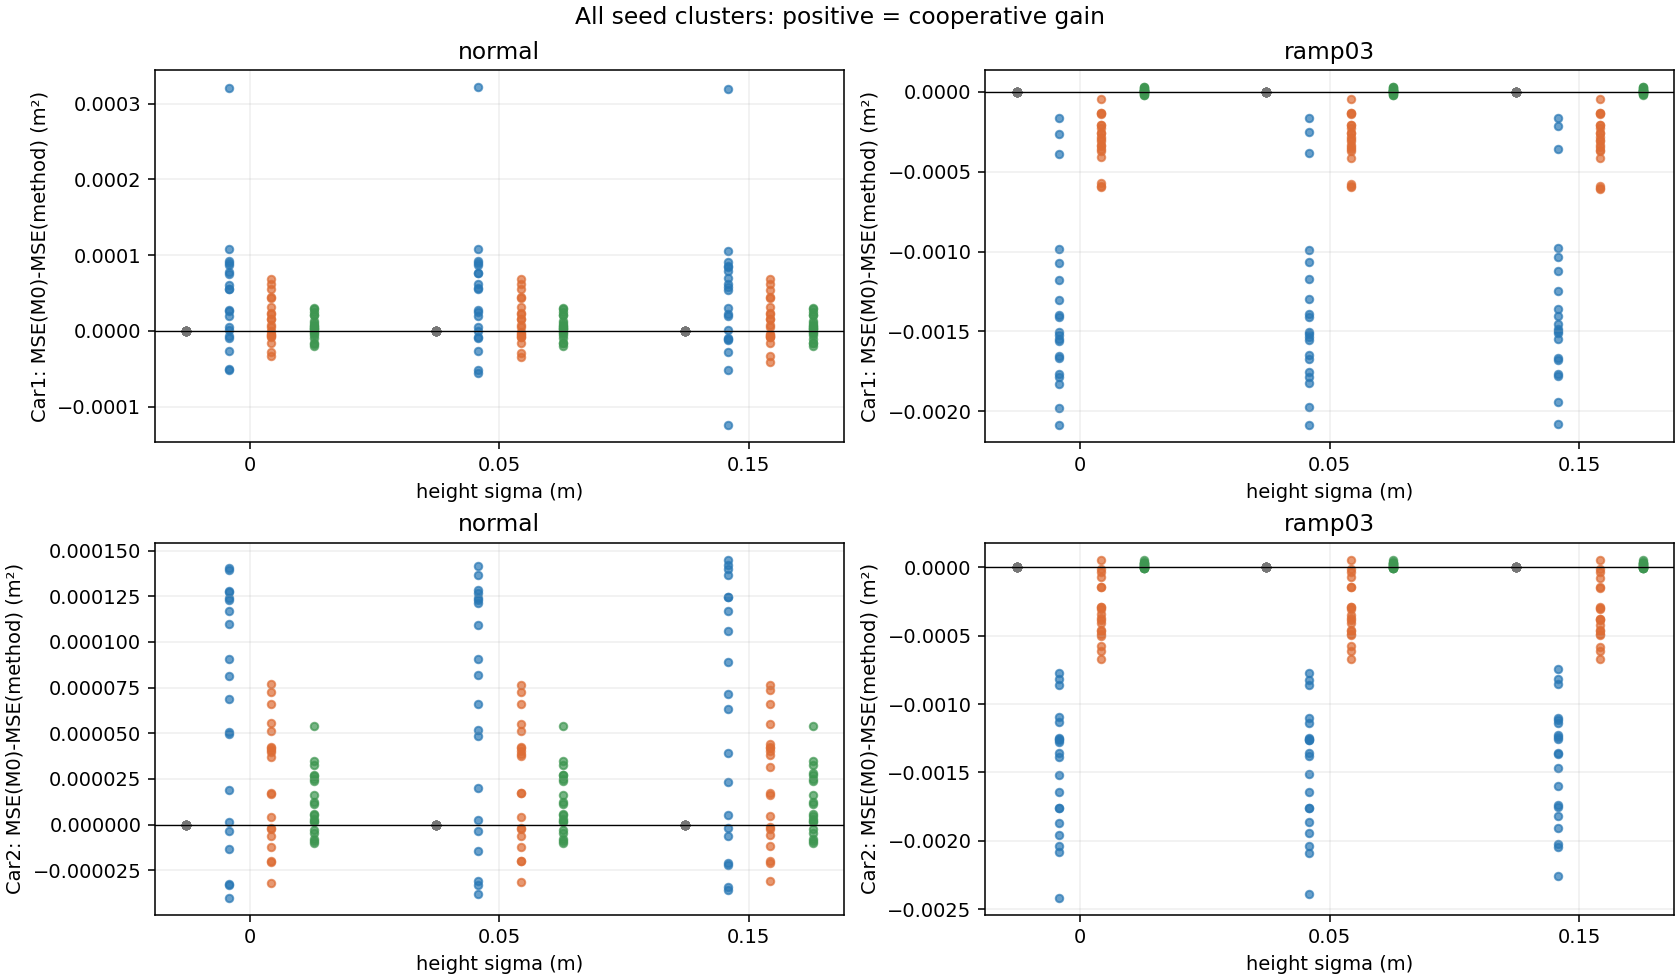 All seed clusters: positive = cooperative gain
normal
Car1: MSE(M0)-MSE(method) (m²)
0.0003
0.0002
0.0001
0.0000
−0.0001
0
0.05
0.15
height sigma (m)
ramp03
Car1: MSE(M0)-MSE(method) (m²)
0.0000
−0.0005
−0.0010
−0.0015
−0.0020
0
0.05
0.15
height sigma (m)
normal
Car2: MSE(M0)-MSE(method) (m²)
0.000150
0.000125
0.000100
0.000075
0.000050
0.000025
0.000000
−0.000025
0
0.05
0.15
height sigma (m)
ramp03
Car2: MSE(M0)-MSE(method) (m²)
0.0000
−0.0005
−0.0010
−0.0015
−0.0020
−0.0025
0
0.05
0.15
height sigma (m)